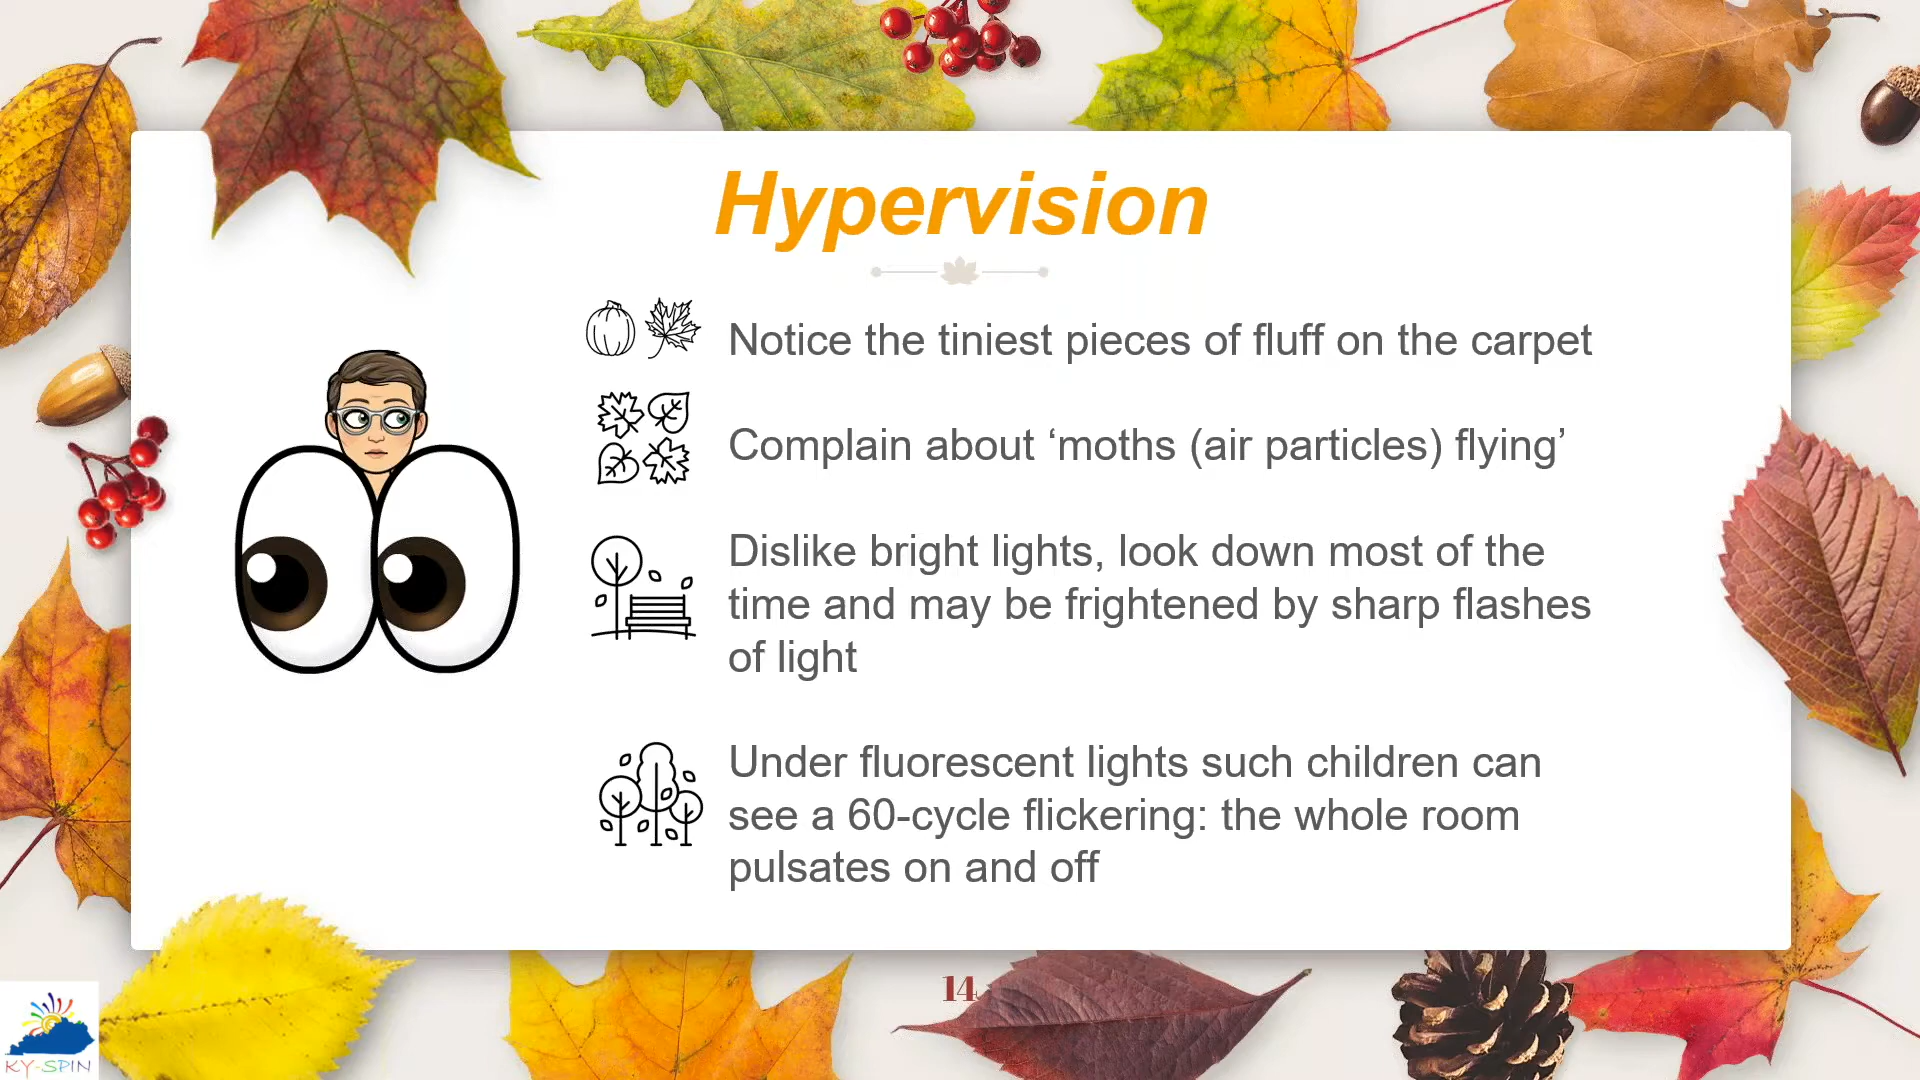 Hypervision
Notice the tiniest pieces of fluff on the carpet
Complain about ‘moths (air particles) flying’
Dislike bright lights, look down most of the
time and may be frightened by sharp flashes
of light
Under fluorescent lights such children can
see a 60-cycle flickering: the whole room
pulsates on and off
14
KY-SPIN